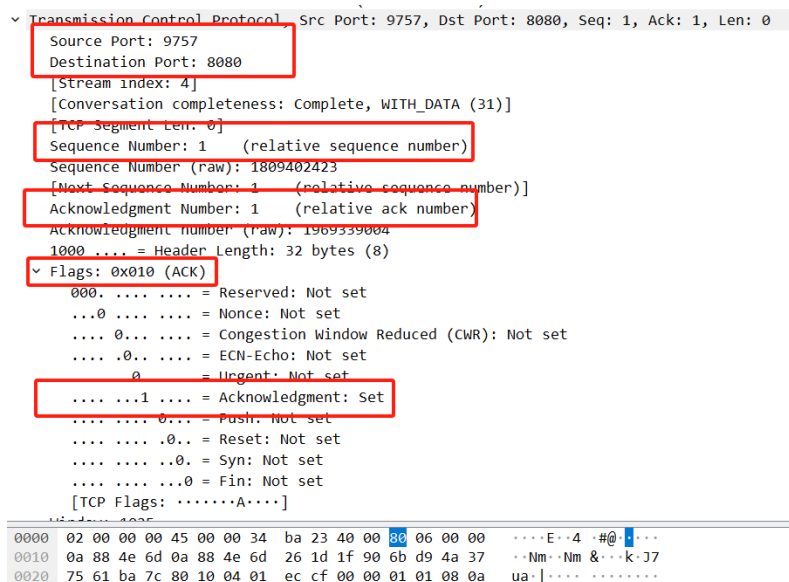 Transmission Control Protocol, Src Port: 9757, Dst Port: 8080, Seq: 1, Ack: 1, Len: 0
Source Port: 9757
Destination Port: 8080
[Stream index: 4]
[Conversation completeness: Complete, WITH_DATA (31)]
[TCP Segment Len: 0]
Sequence Number: 1    (relative sequence number)
Sequence Number (raw): 1809402423
[Next Sequence Number: 1    (relative sequence number)]
Acknowledgment Number: 1    (relative ack number)
Acknowledgment number (raw): 1969339004
1000 .... = Header Length: 32 bytes (8)
Flags: 0x010 (ACK)
000. .... .... = Reserved: Not set
...0 .... .... = Nonce: Not set
.... 0... .... = Congestion Window Reduced (CWR): Not set
.... .0.. .... = ECN-Echo: Not set
.... ..0. .... = Urgent: Not set
.... ...1 .... = Acknowledgment: Set
.... .... 0... = Push: Not set
.... .... .0.. = Reset: Not set
.... .... ..0. = Syn: Not set
.... .... ...0 = Fin: Not set
[TCP Flags: ·······A····]
Window: 1025
0000  02 00 00 00 45 00 00 34  ba 23 40 00 80 06 00 00  ····E··4 ·#@·····
0010  0a 88 4e 6d 0a 88 4e 6d  26 1d 1f 90 6b d9 4a 37  ··Nm··Nm &···k·J7
0020  75 61 ba 7c 80 10 04 01  ec cf 00 00 01 01 08 0a  ua·|···· ········